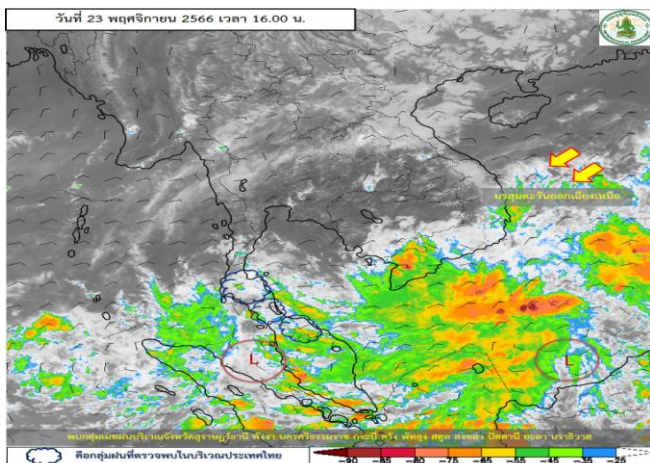 วันที่ 23 พฤศจิกายน 2566 เวลา 16.00 น.
มรสุมตะวันออกเฉียงเหนือ
L
L
พบกลุ่มเมฆฝนบริเวณจังหวัดสุราษฎร์ธานี พังงา นครศรีธรรมราช กระบี่ ตรัง พัทลุง สตูล สงขลา ปัตตานี ยะลา นราธิวาส
คือกลุ่มฝนที่ตรวจพบในบริเวณประเทศไทย
-90 -85 -80 -75 -65 -55 -45 -35 -25